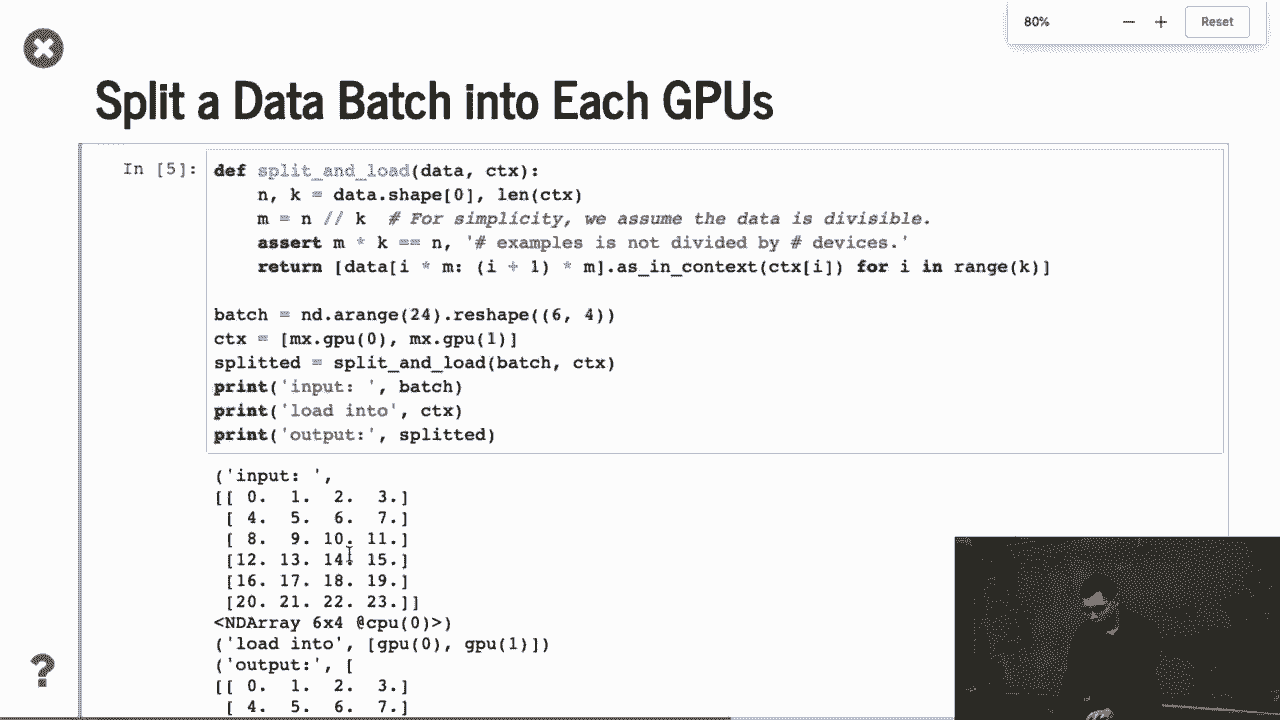 80% − + Reset
Split a Data Batch into Each GPUs
In [5]: def split_and_load(data, ctx):
    n, k = data.shape[0], len(ctx)
    m = n // k  # For simplicity, we assume the data is divisible.
    assert m * k == n, '# examples is not divided by # devices.'
    return [data[i * m: (i + 1) * m].as_in_context(ctx[i]) for i in range(k)]
batch = nd.arange(24).reshape((6, 4))
ctx = [mx.gpu(0), mx.gpu(1)]
splitted = split_and_load(batch, ctx)
print('input: ', batch)
print('load into', ctx)
print('output:', splitted)
('input: ',
[[ 0.  1.  2.  3.]
 [ 4.  5.  6.  7.]
 [ 8.  9. 10. 11.]
 [12. 13. 14. 15.]
 [16. 17. 18. 19.]
 [20. 21. 22. 23.]]
<NDArray 6x4 @cpu(0)>)
('load into', [gpu(0), gpu(1)])
('output:', [
[[ 0.  1.  2.  3.]
 [ 4.  5.  6.  7.]
?